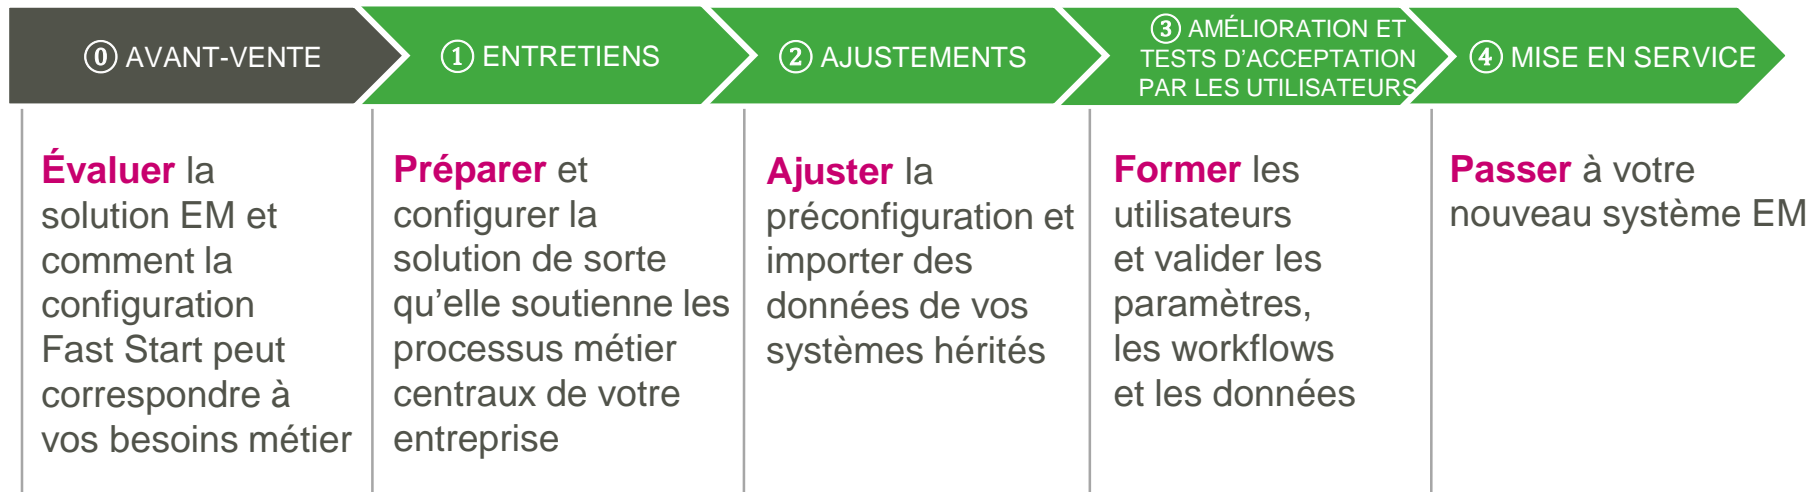 ⓪ AVANT-VENTE
① ENTRETIENS
② AJUSTEMENTS
③ AMÉLIORATION ET
TESTS D’ACCEPTATION
PAR LES UTILISATEURS
④ MISE EN SERVICE
Évaluer la
solution EM et
comment la
configuration
Fast Start peut
correspondre à
vos besoins métier
Préparer et
configurer la
solution de sorte
qu’elle soutienne les
processus métier
centraux de votre
entreprise
Ajuster la
préconfiguration et
importer des
données de vos
systèmes hérités
Former les
utilisateurs
et valider les
paramètres,
les workflows
et les données
Passer à votre
nouveau système EM